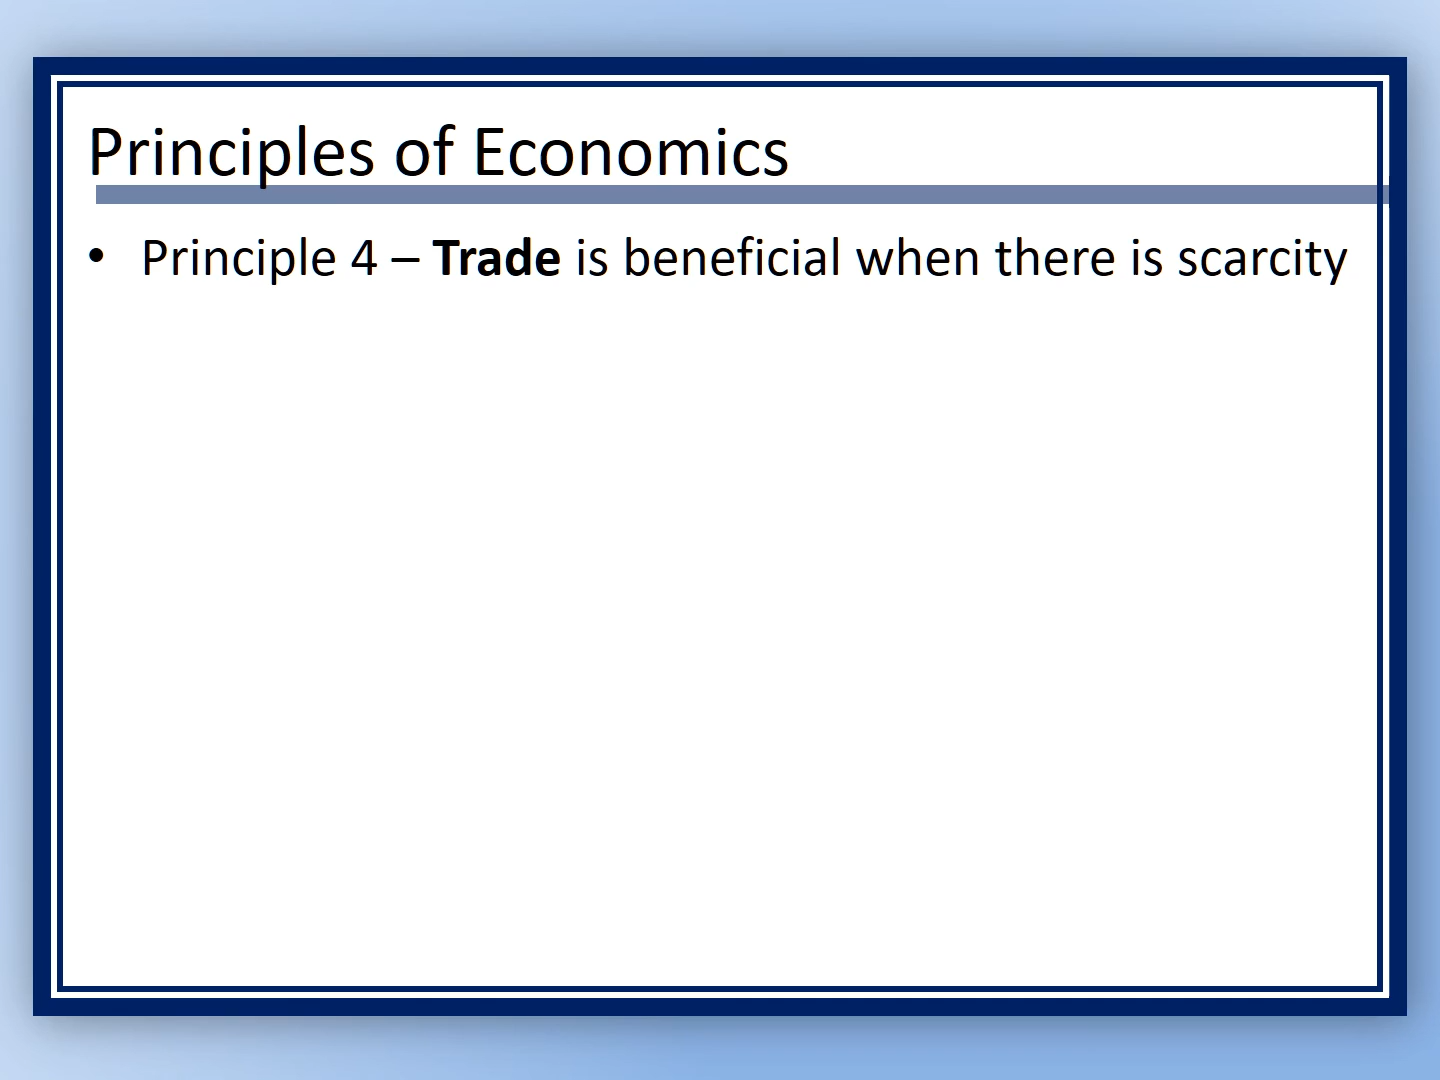 Principles of Economics
• Principle 4 – Trade is beneficial when there is scarcity